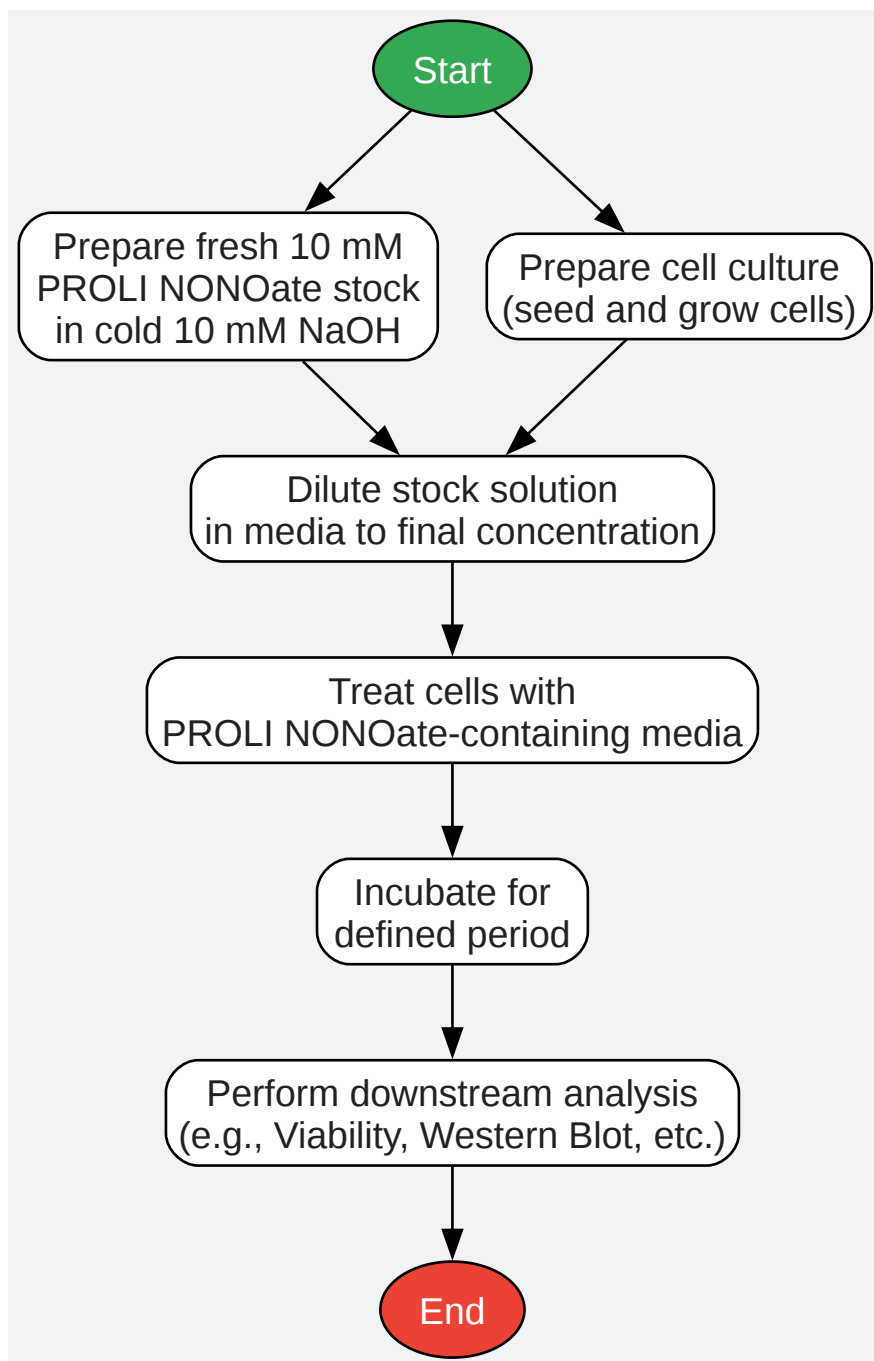 Start
Prepare fresh 10 mM
PROLI NONOate stock
in cold 10 mM NaOH
Prepare cell culture
(seed and grow cells)
Dilute stock solution
in media to final concentration
Treat cells with
PROLI NONOate-containing media
Incubate for
defined period
Perform downstream analysis
(e.g., Viability, Western Blot, etc.)
End